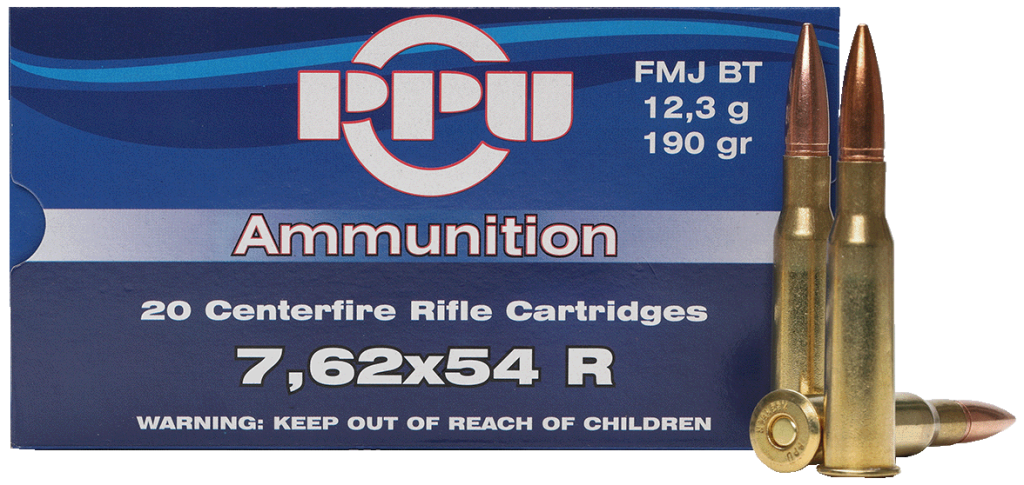 PPU
FMJ BT
12,3 g
190 gr
Ammunition
20 Centerfire Rifle Cartridges
7,62x54 R
WARNING: KEEP OUT OF REACH OF CHILDREN
PPU